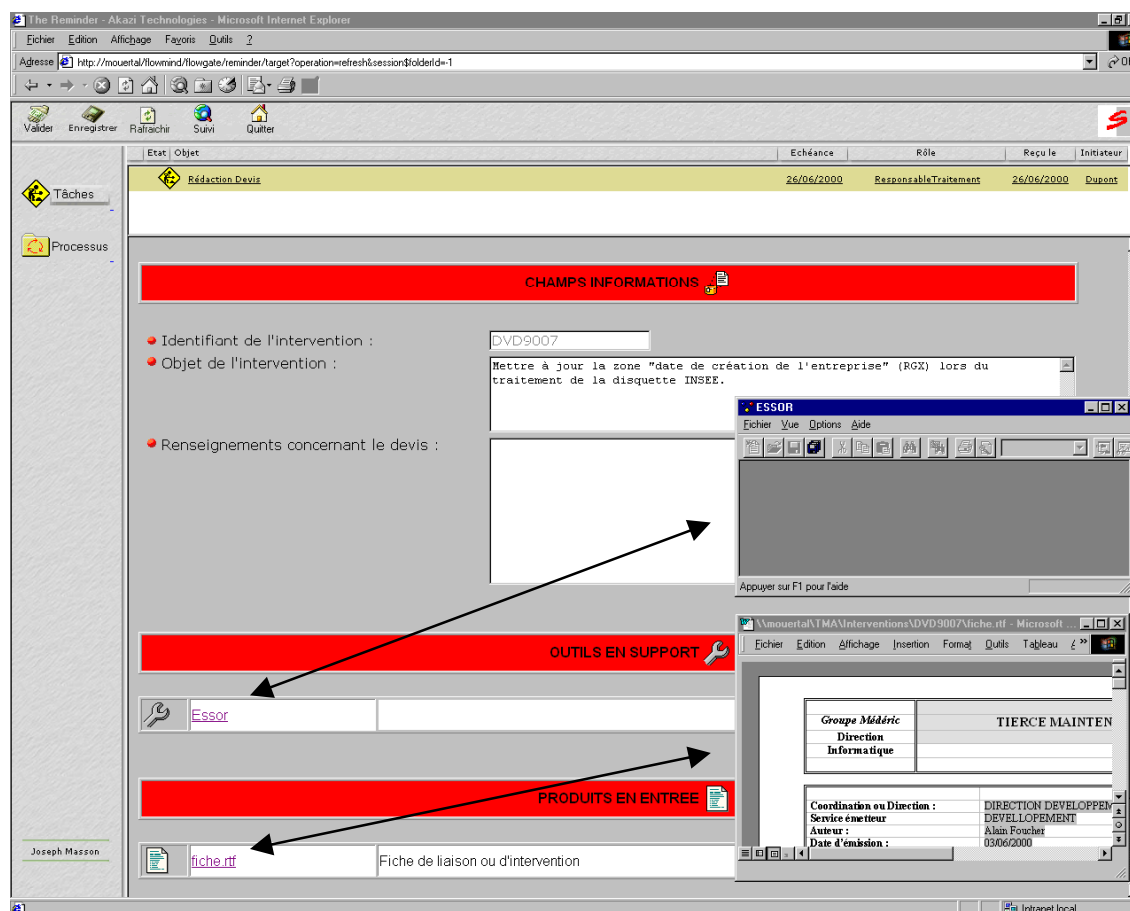 The Reminder - Akazi Technologies - Microsoft Internet Explorer
Fichier Edition Affichage Favoris Outils ?
Adresse http://mouertal/flowmind/flowgate/reminder/target?operation=refresh&session$folderId=-1
Valider Enregistrer Rafraichir Suivi Quitter
Etat Objet Echéance Rôle Reçu le Initiateur
Rédaction Devis 26/06/2000 ResponsableTraitement 26/06/2000 Dupont
Tâches
Processus
CHAMPS INFORMATIONS
Identifiant de l'intervention : DVD9007
Objet de l'intervention : Mettre à jour la zone "date de création de l'entreprise" (RGX) lors du
traitement de la disquette INSEE.
Renseignements concernant le devis :
ESSOR
Fichier Vue Options Aide
Appuyer sur F1 pour l'aide
OUTILS EN SUPPORT
Essor
\\mouertal\TMA\Interventions\DVD9007\fiche.rtf - Microsoft ...
Fichier Edition Affichage Insertion Format Outils Tableau
Groupe Médéric TIERCE MAINTEN
Direction
Informatique
Coordination ou Direction : DIRECTION DEVELOPPEM
Service émetteur DEVELLOPEMENT
Auteur : Alain Foucher
Date d'émission : 03/06/2000
PRODUITS EN ENTREE
fiche.rtf Fiche de liaison ou d'intervention
Joseph Masson
Intranet local